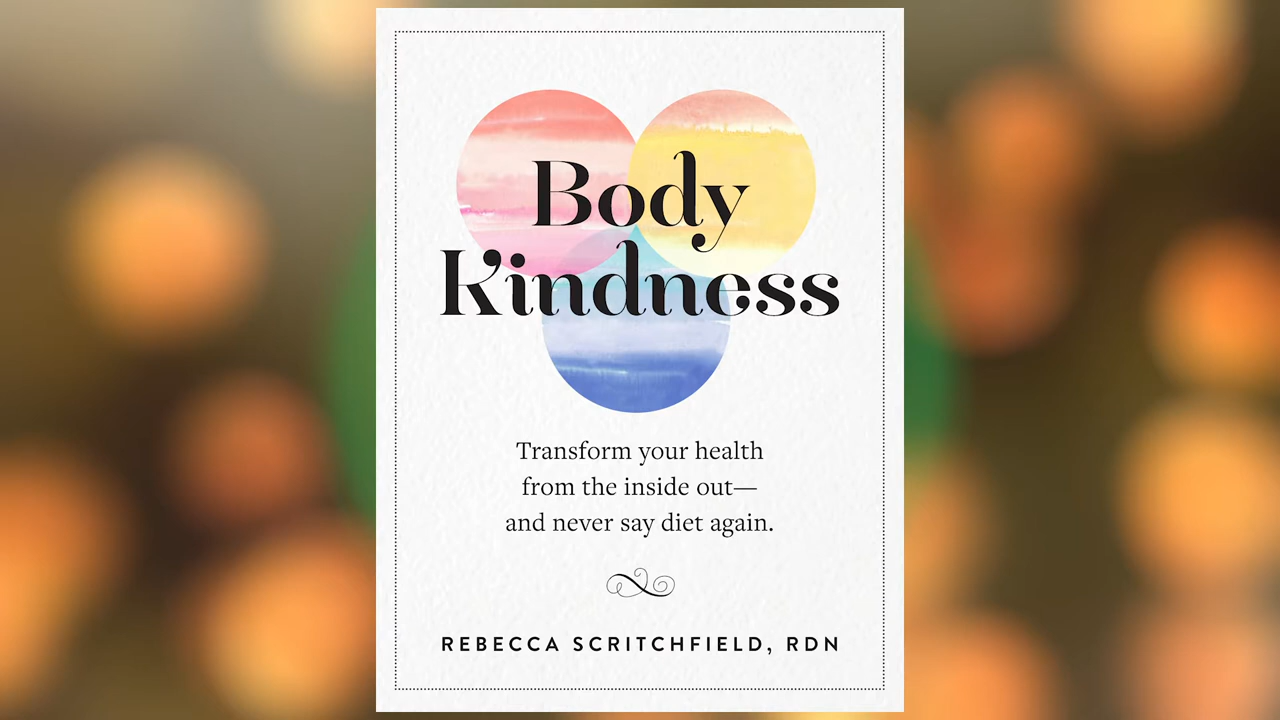 Body
Kindness
Transform your health
from the inside out—
and never say diet again.
REBECCA SCRITCHFIELD, RDN